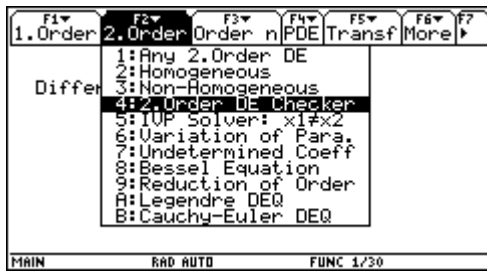 F1▾ F2▾ F3▾ F4▾ F5▾ F6▾ F7
1.Order 2.Order Order n PDE Transf More ▸
1:Any 2.Order DE
2:Homogeneous
Differ 3:Non-Homogeneous
4:2.Order DE Checker
5:IVP Solver: x1≠x2
6:Variation of Para.
7:Undetermined Coeff
8:Bessel Equation
9:Reduction of Order
A:Legendre DEQ
B:Cauchy-Euler DEQ
MAIN RAD AUTO FUNC 1/30